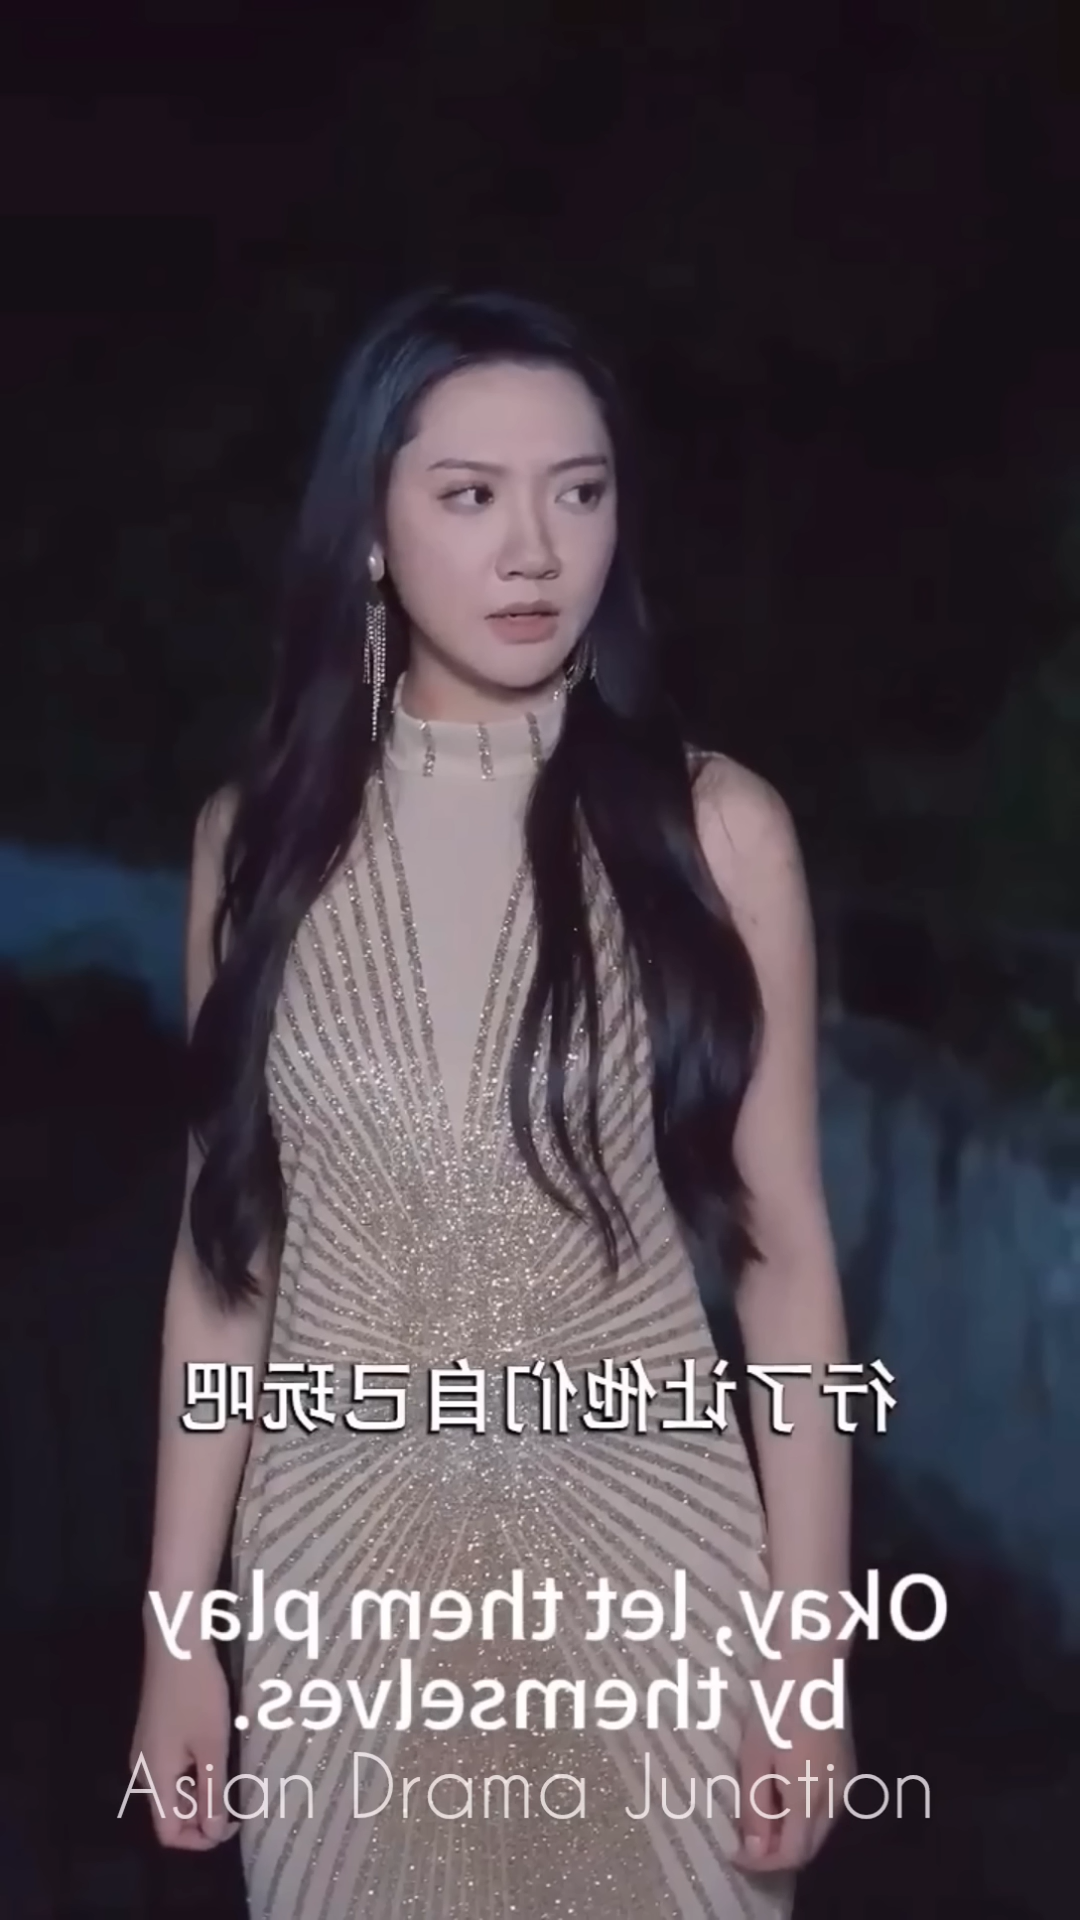 行了让他们自己玩吧
Okay, let them play
by themselves.
Asian Drama Junction